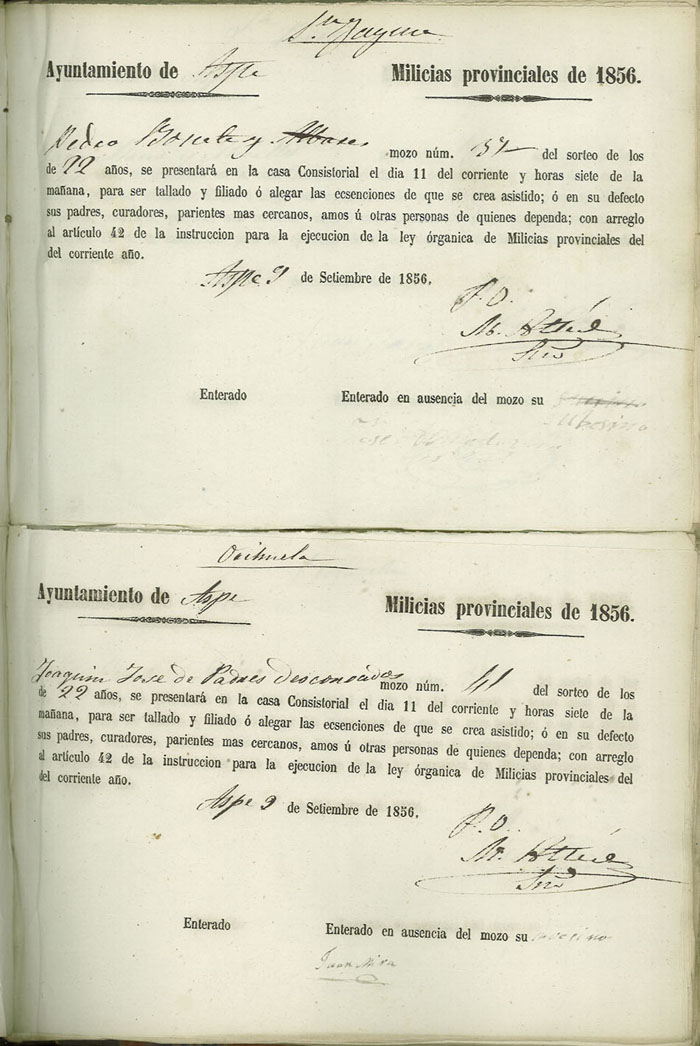 Ayuntamiento de Aspe
Milicias provinciales de 1856.
Pedro mozo núm. del sorteo de los
de 22 años, se presentará en la casa Consistorial el dia 11 del corriente y horas siete de la
mañana, para ser tallado y filiado ó alegar las ecsenciones de que se crea asistido; ó en su defecto
sus padres, curadores, parientes mas cercanos, amos ú otras personas de quienes dependa; con arreglo
al artículo 42 de la instruccion para la ejecucion de la ley órganica de Milicias provinciales del
del corriente año.
Aspe 9 de Setiembre de 1856.
P. O.
Srio
Enterado
Enterado en ausencia del mozo su
Orihuela
Ayuntamiento de Aspe
Milicias provinciales de 1856.
Joaquin Jose de Padres desconocidos mozo núm. 41 del sorteo de los
de 22 años, se presentará en la casa Consistorial el dia 11 del corriente y horas siete de la
mañana, para ser tallado y filiado ó alegar las ecsenciones de que se crea asistido; ó en su defecto
sus padres, curadores, parientes mas cercanos, amos ú otras personas de quienes dependa; con arreglo
al artículo 42 de la instruccion para la ejecucion de la ley órganica de Milicias provinciales del
del corriente año.
Aspe 9 de Setiembre de 1856.
P. O.
Srio
Enterado
Enterado en ausencia del mozo su
Juan Mira